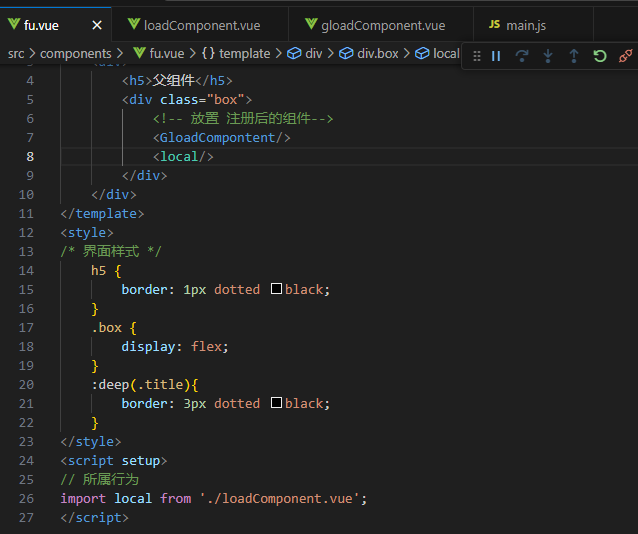 fu.vue loadComponent.vue gloadComponent.vue JS main.js
src > components > fu.vue > {} template > div > div.box > local
4 <h5>父组件</h5>
5 <div class="box">
6 <!-- 放置 注册后的组件-->
7 <GloadCompontent/>
8 <local/>
9 </div>
10 </div>
11 </template>
12 <style>
13 /* 界面样式 */
14 h5 {
15 border: 1px dotted black;
16 }
17 .box {
18 display: flex;
19 }
20 :deep(.title){
21 border: 3px dotted black;
22 }
23 </style>
24 <script setup>
25 // 所属行为
26 import local from './loadComponent.vue';
27 </script>